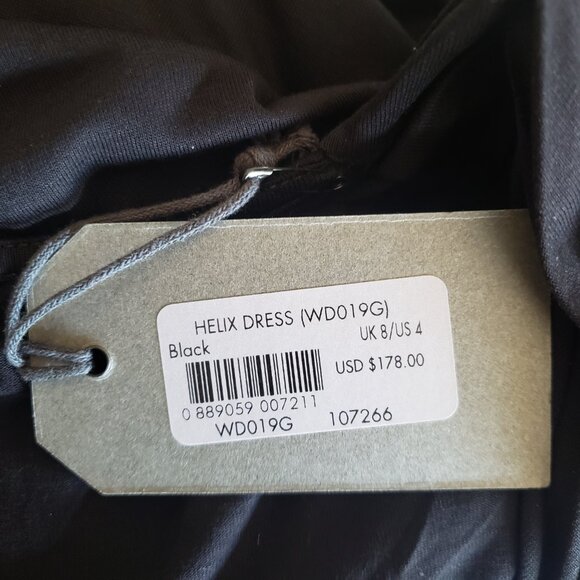 HELIX DRESS (WD019G)
Black UK 8/US 4
USD $178.00
0 889059 007211
WD019G 107266